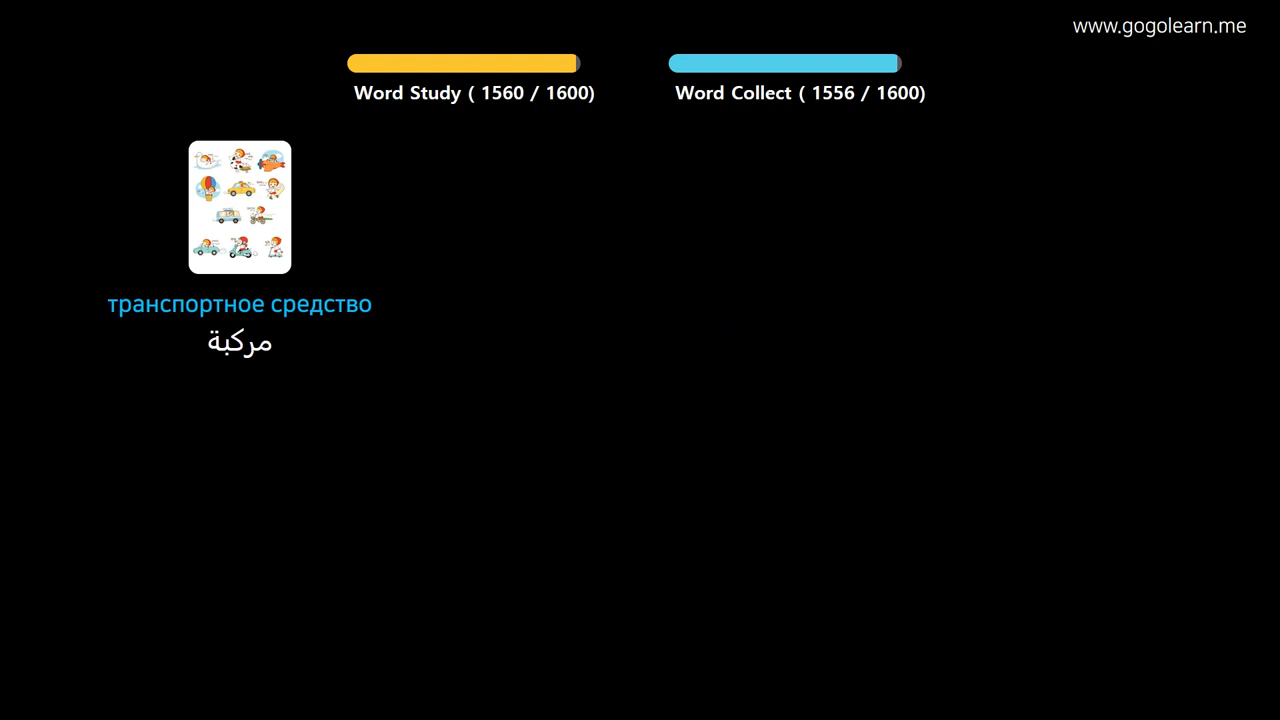 www.gogolearn.me
Word Study ( 1560 / 1600)
Word Collect ( 1556 / 1600)
транспортное средство
مركبة